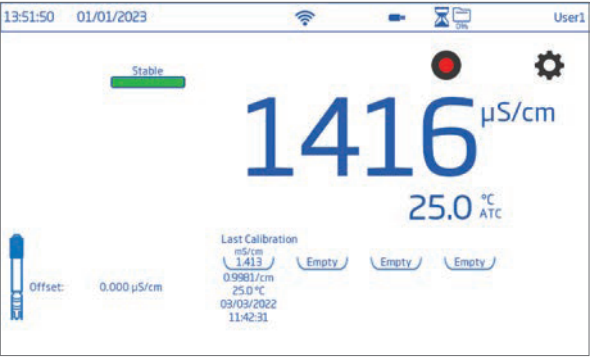 13:51:50 01/01/2023 0% User1
Stable
1416 µS/cm
25.0 °C
ATC
Last Calibration
mS/cm
1.413 Empty Empty Empty
0.9981/cm
Offset: 0.000 µS/cm
25.0 °C
03/03/2022
11:42:31